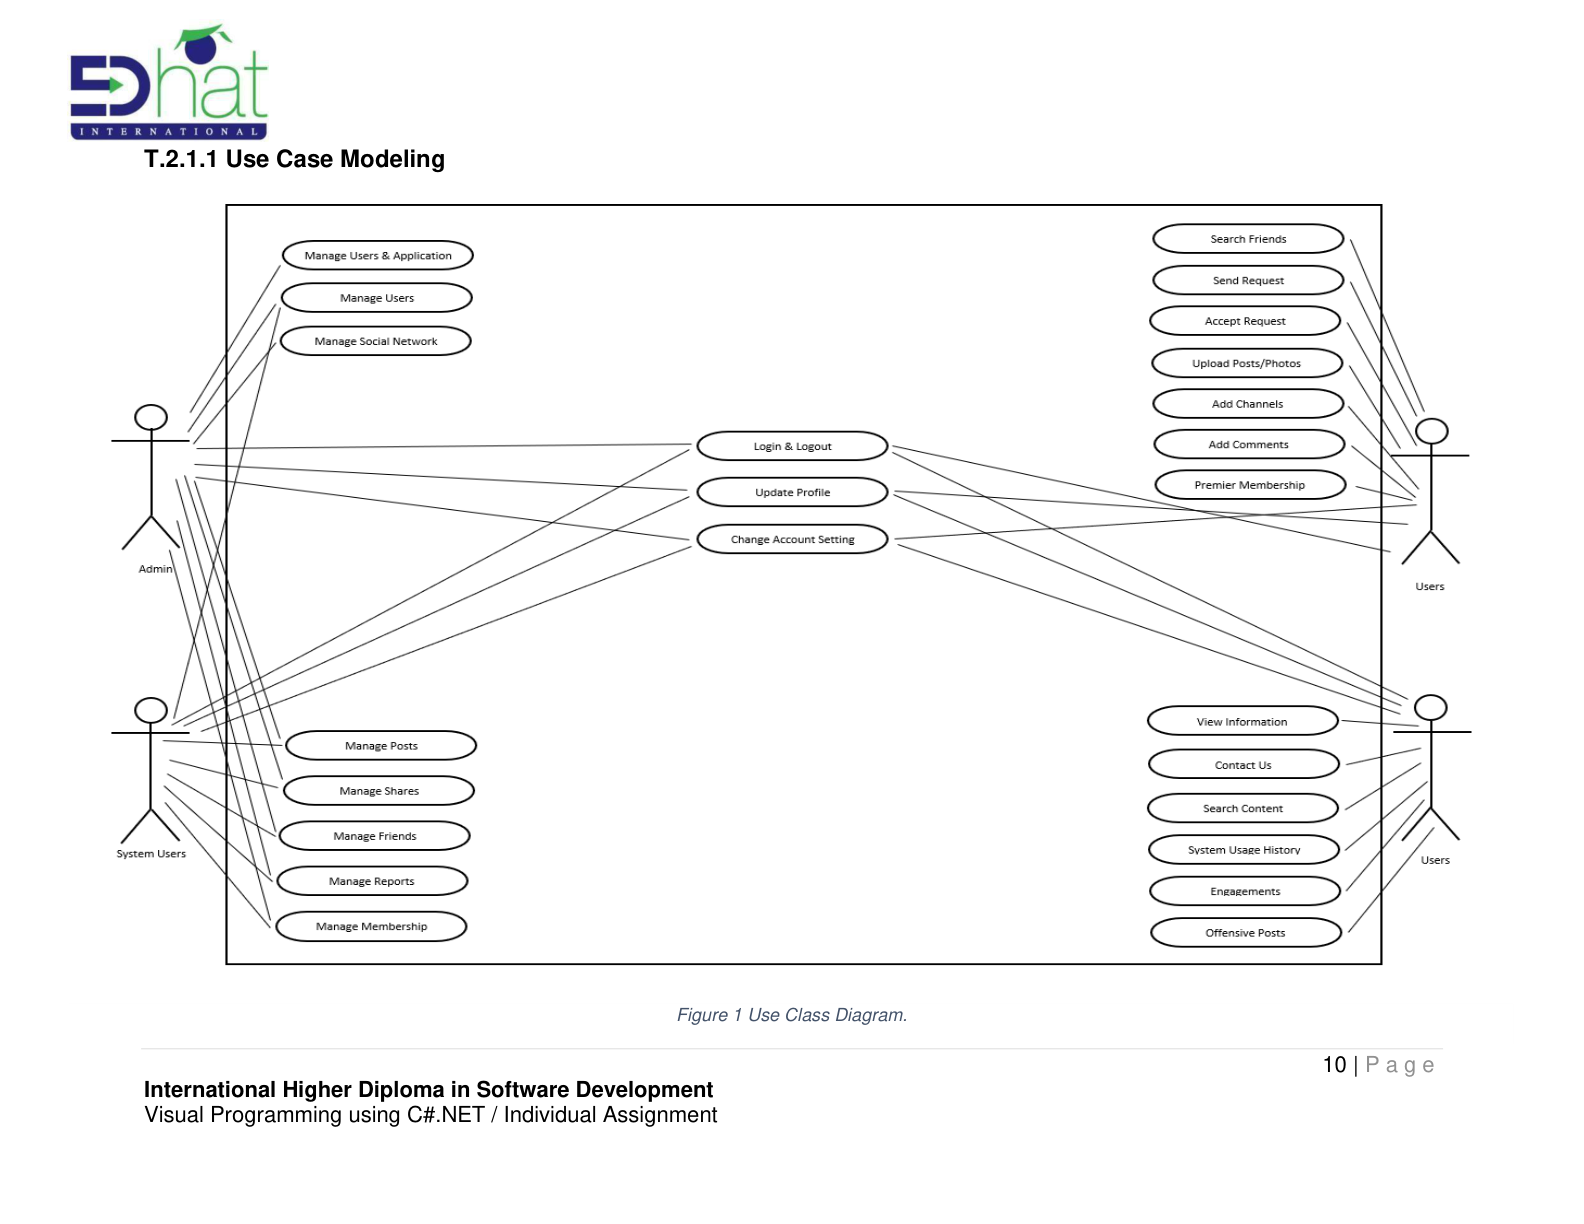 EDhat
INTERNATIONAL
T.2.1.1 Use Case Modeling
Manage Users & Application
Manage Users
Manage Social Network
Search Friends
Send Request
Accept Request
Upload Posts/Photos
Add Channels
Add Comments
Premier Membership
Login & Logout
Update Profile
Change Account Setting
Admin
Users
Manage Posts
Manage Shares
Manage Friends
Manage Reports
Manage Membership
System Users
View Information
Contact Us
Search Content
System Usage History
Engagements
Offensive Posts
Users
Figure 1 Use Class Diagram.
10 | Page
International Higher Diploma in Software Development
Visual Programming using C#.NET / Individual Assignment